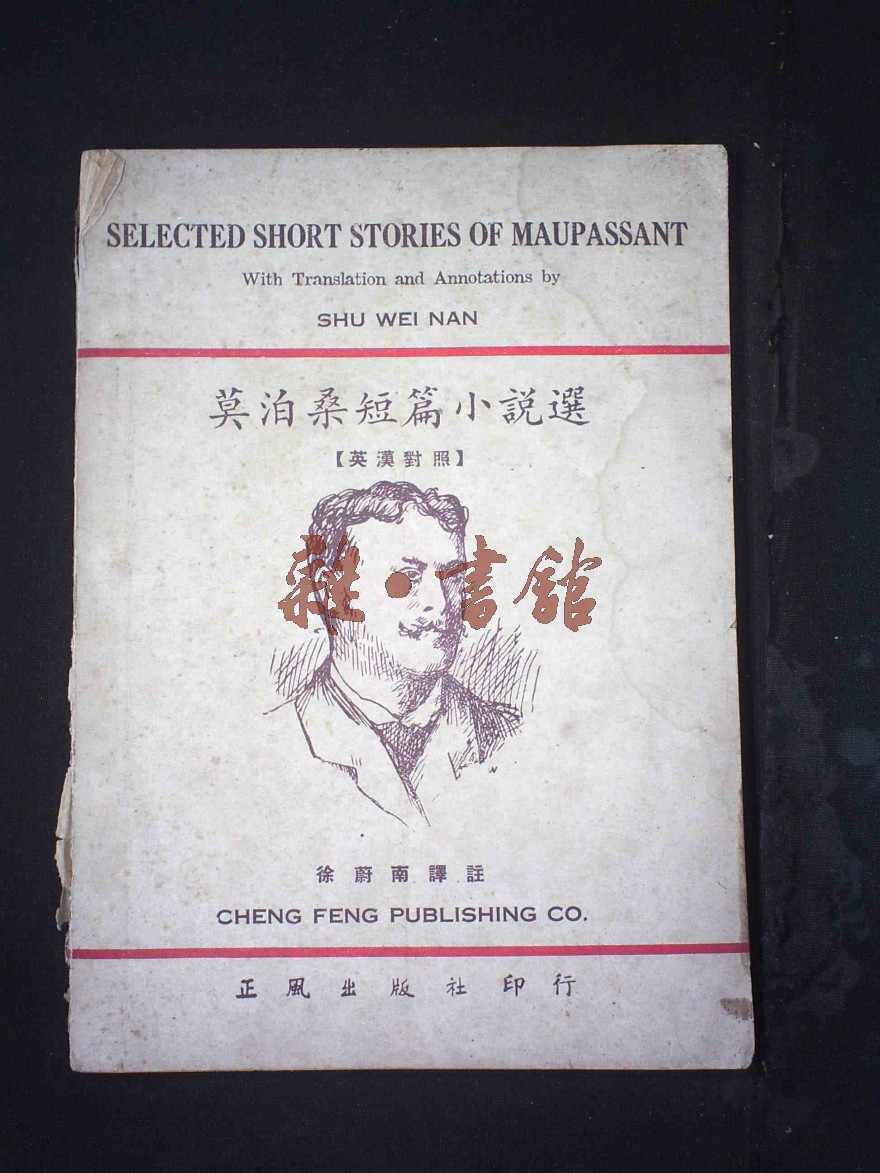 SELECTED SHORT STORIES OF MAUPASSANT
With Translation and Annotations by
SHU WEI NAN
莫泊桑短篇小說選
【英漢對照】
雜·書館
徐蔚南譯註
CHENG FENG PUBLISHING CO.
正風出版社印行